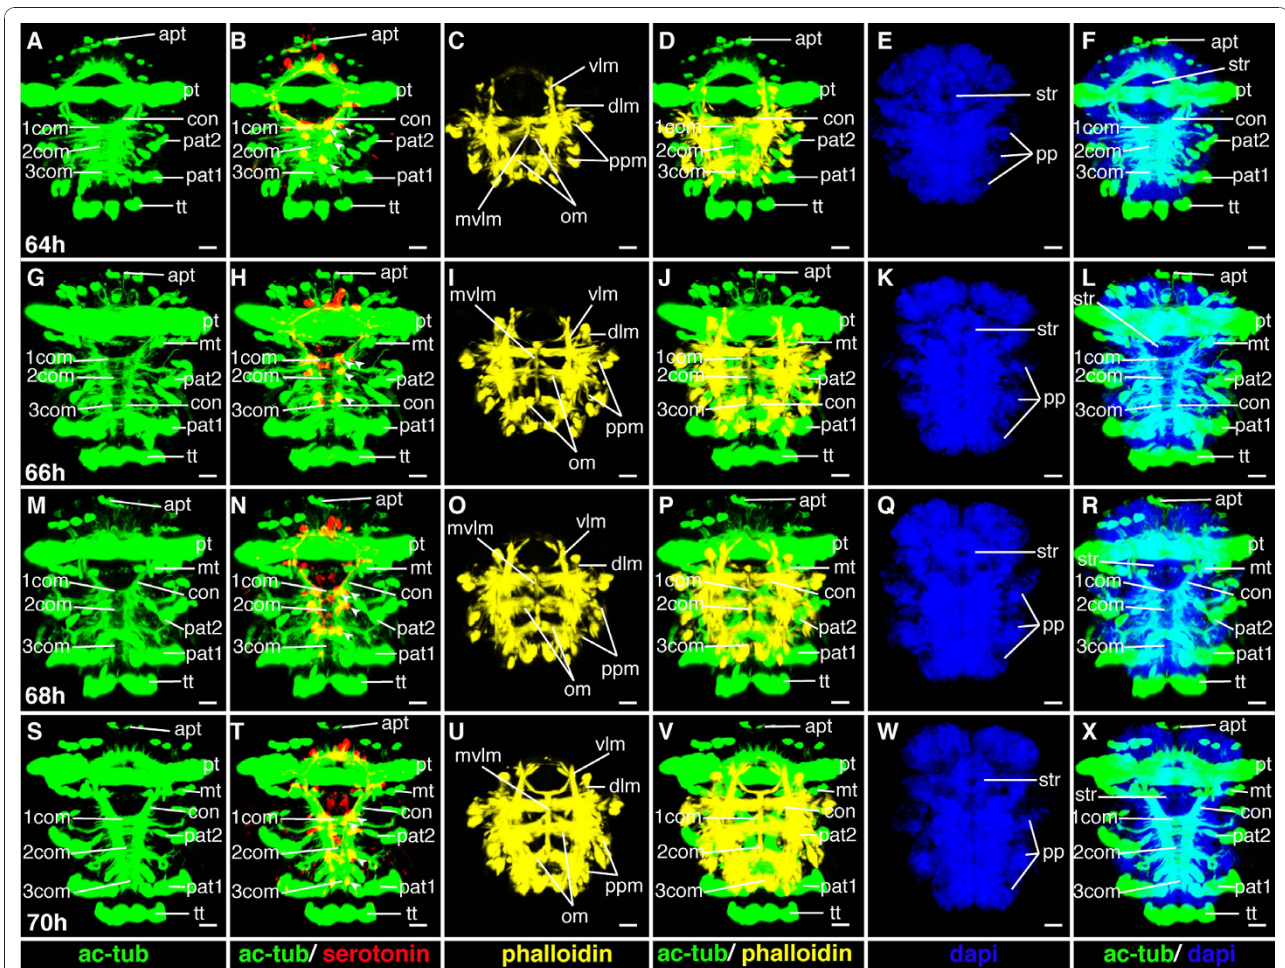 A apt pt con 1com 2com pat2 3com pat1 tt 64h
B apt pt con 1com 2com pat2 3com pat1 tt
C vlm dlm ppm mvlm om
D apt pt con 1com 2com pat2 3com pat1 tt
E str pp
F apt str pt con 1com 2com pat2 3com pat1 tt
G apt pt mt 1com 2com pat2 3com con pat1 tt 66h
H apt pt mt 1com 2com pat2 3com con pat1 tt
I mvlm vlm dlm ppm om
J apt pt mt 1com 2com pat2 3com con pat1 tt
K str pp
L apt str pt mt 1com 2com pat2 3com con pat1 tt
M apt pt mt 1com con 2com pat2 3com pat1 tt 68h
N apt pt mt 1com con 2com pat2 3com pat1 tt
O mvlm vlm dlm ppm om
P apt pt mt 1com con 2com pat2 3com pat1 tt
Q str pp
R apt pt str mt 1com con 2com pat2 3com pat1 tt
S apt pt mt con 1com pat2 2com 3com pat1 tt 70h
T apt pt mt con 1com pat2 2com 3com pat1 tt
U mvlm vlm dlm ppm om
V apt pt mt con 1com pat2 2com 3com pat1 tt
W str pp
X apt pt mt str con 1com pat2 2com 3com pat1 tt
ac-tub
ac-tub/ serotonin
phalloidin
ac-tub/ phalloidin
dapi
ac-tub/ dapi